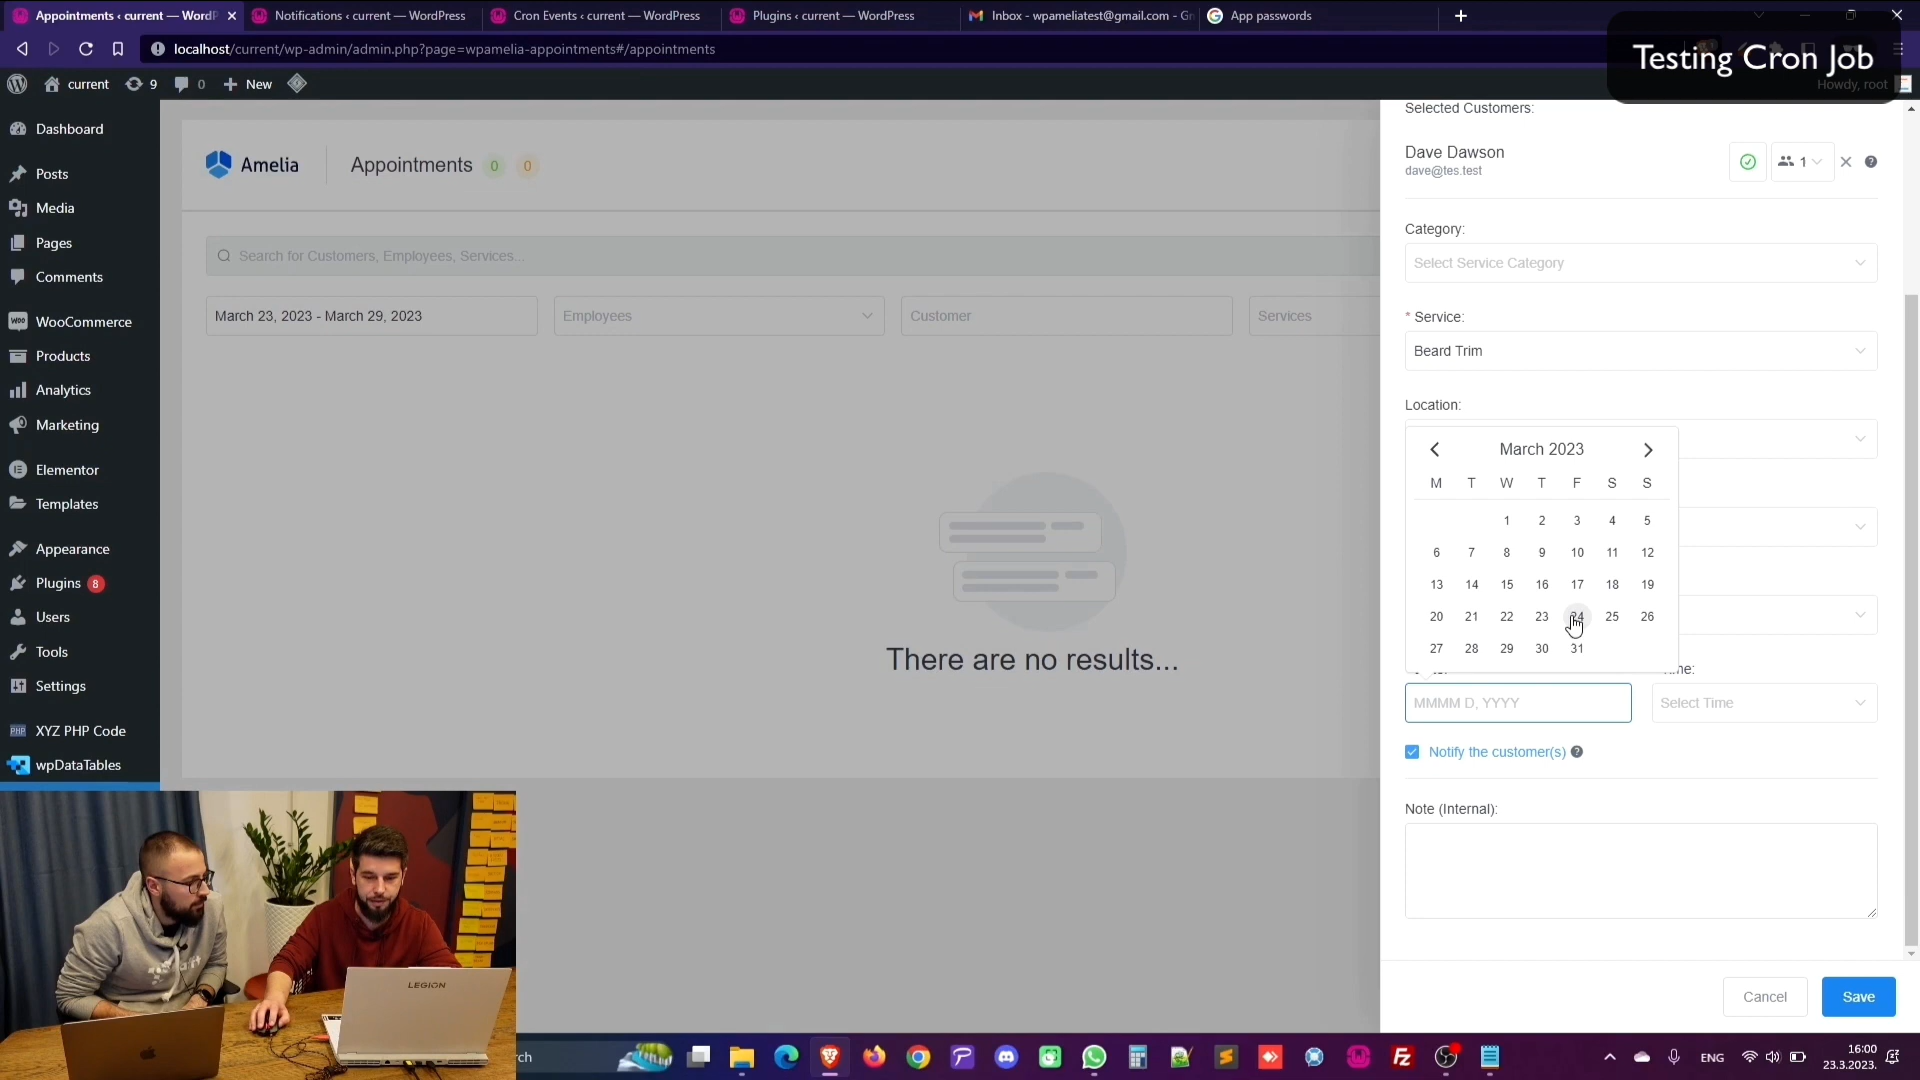 Appointments ‹ current — WordP
Notifications ‹ current — WordPress
Cron Events ‹ current — WordPress
Plugins ‹ current — WordPress
Inbox - wpameliatest@gmail.com - G
App passwords
localhost/current/wp-admin/admin.php?page=wpamelia-appointments#/appointments
Testing Cron Job
current
9
0
New
Howdy, root
Dashboard
Posts
Media
Pages
Comments
WooCommerce
Products
Analytics
Marketing
Elementor
Templates
Appearance
Plugins 8
Users
Tools
Settings
PHP XYZ PHP Code
wpDataTables
Amelia
Appointments 0 0
Search for Customers, Employees, Services...
March 23, 2023 - March 29, 2023
Employees
Customer
Services
There are no results...
Selected Customers:
Dave Dawson
dave@tes.test
1
Category:
Select Service Category
* Service:
Beard Trim
Location:
March 2023
M T W T F S S
1 2 3 4 5
6 7 8 9 10 11 12
13 14 15 16 17 18 19
20 21 22 23 24 25 26
27 28 29 30 31
MMMM D, YYYY
Select Time
Notify the customer(s)
Note (Internal):
Cancel
Save
LEGION
rch
ENG
16:00
23.3.2023.